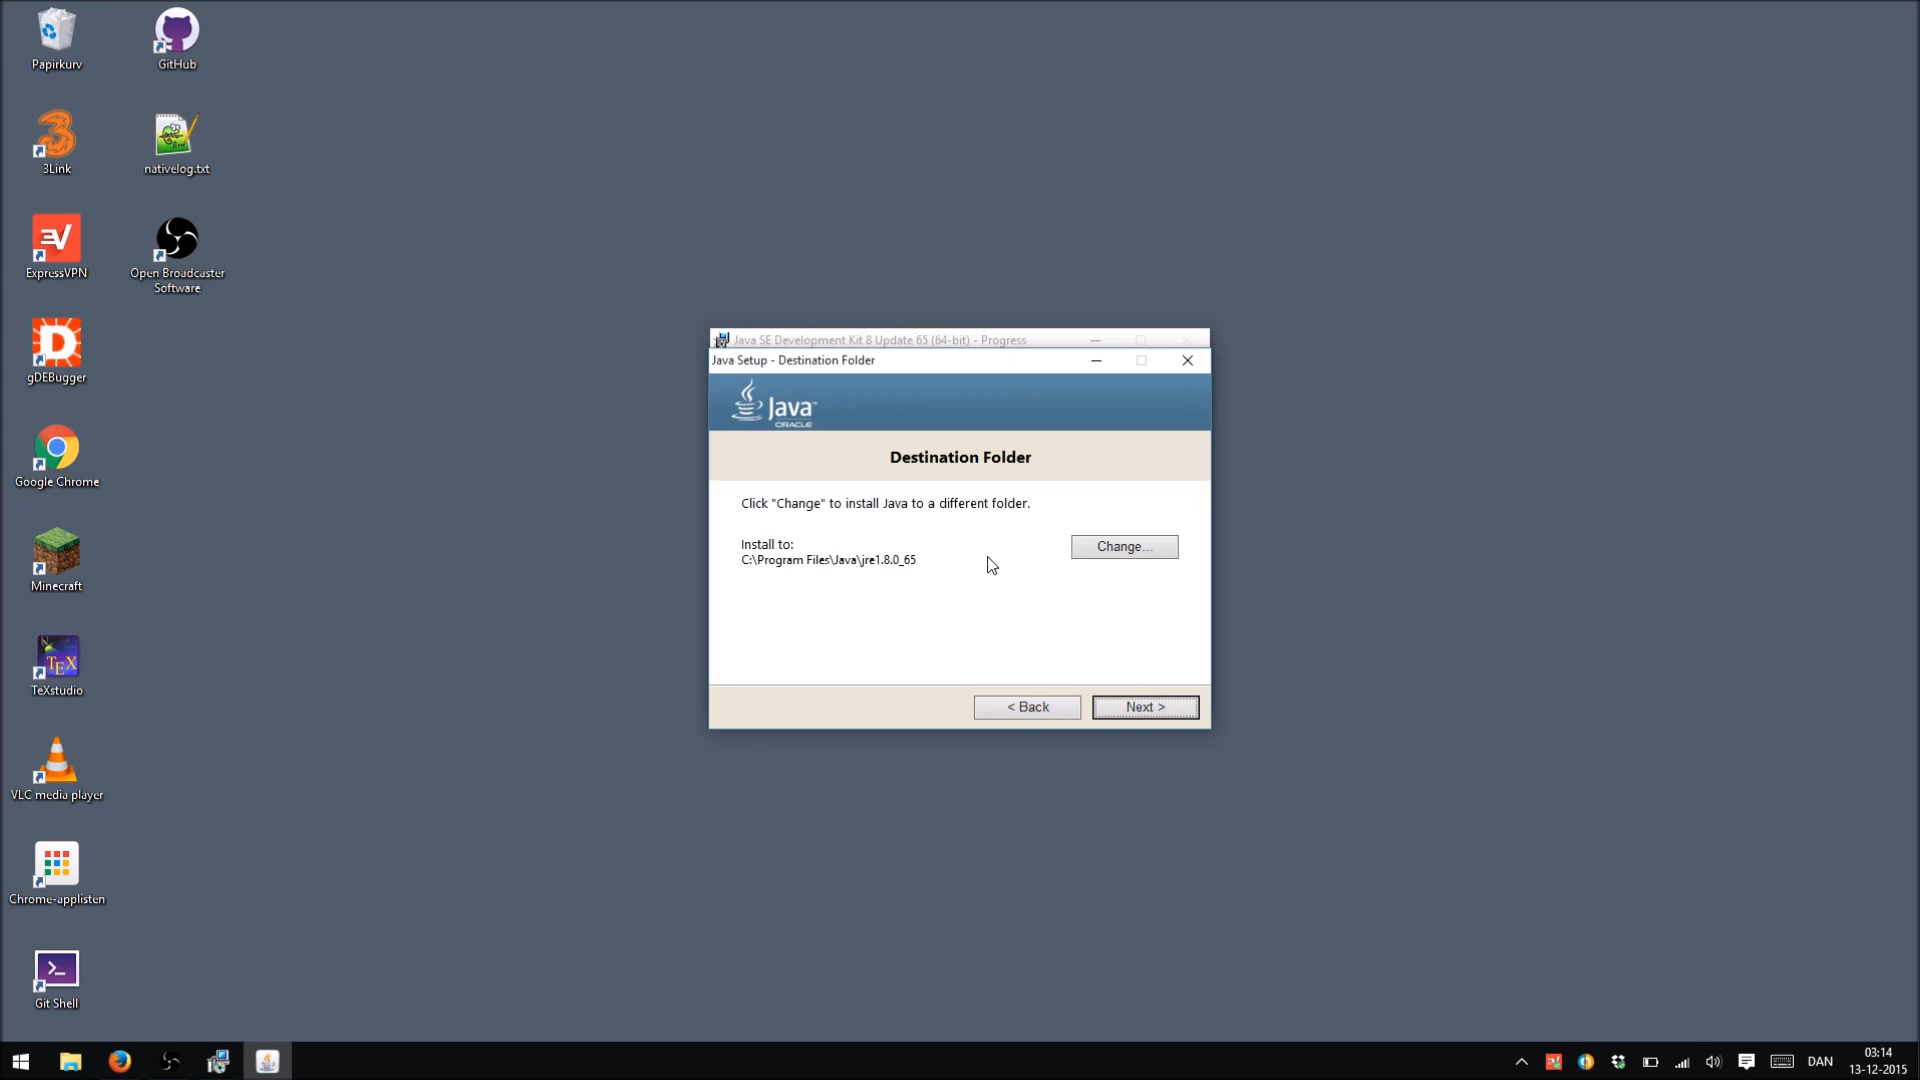 Papirkurv
GitHub
3Link
nativelog.txt
ExpressVPN
Open Broadcaster
Software
gDEBugger
Google Chrome
Minecraft
TeXstudio
VLC media player
Chrome-applisten
Git Shell
Java SE Development Kit 8 Update 65 (64-bit) - Progress
Java Setup - Destination Folder
Java™
ORACLE
Destination Folder
Click "Change" to install Java to a different folder.
Install to:
C:\Program Files\Java\jre1.8.0_65
Change...
< Back
Next >
DAN
03:14
13-12-2015